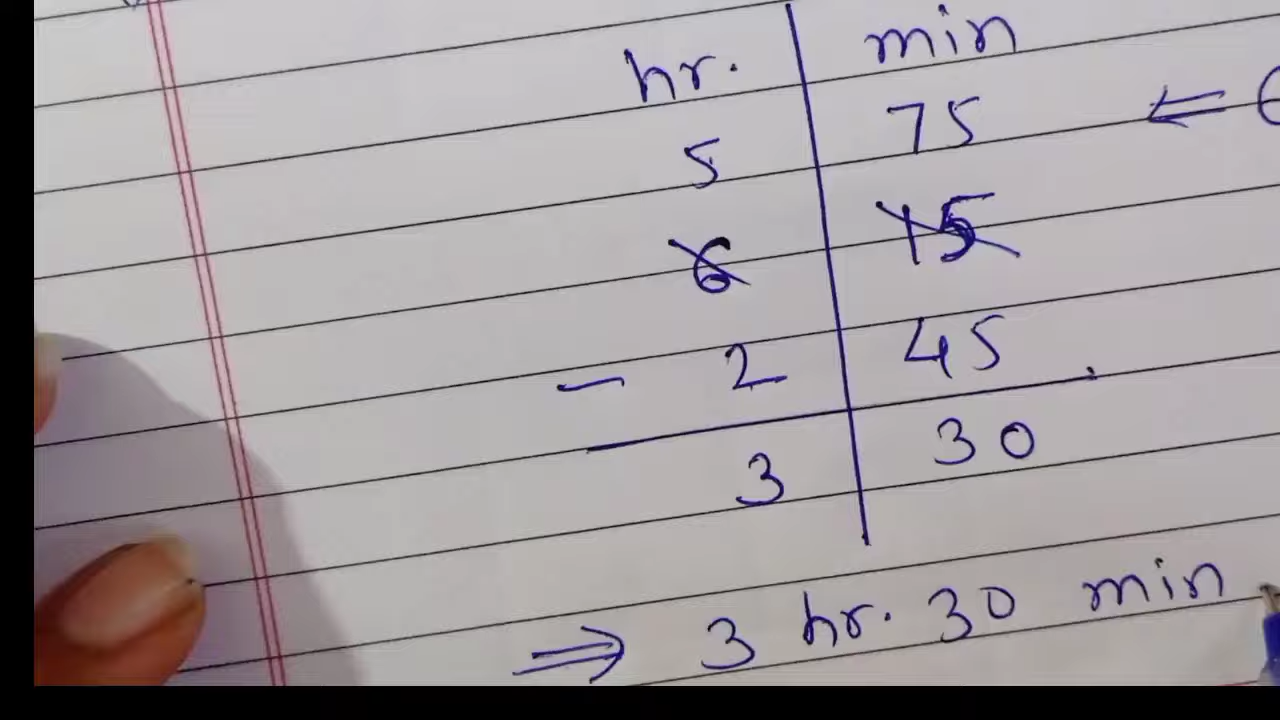 hr. min
5 75 ⇐
6 15
- 2 45
3 30
⇒ 3 hr. 30 min